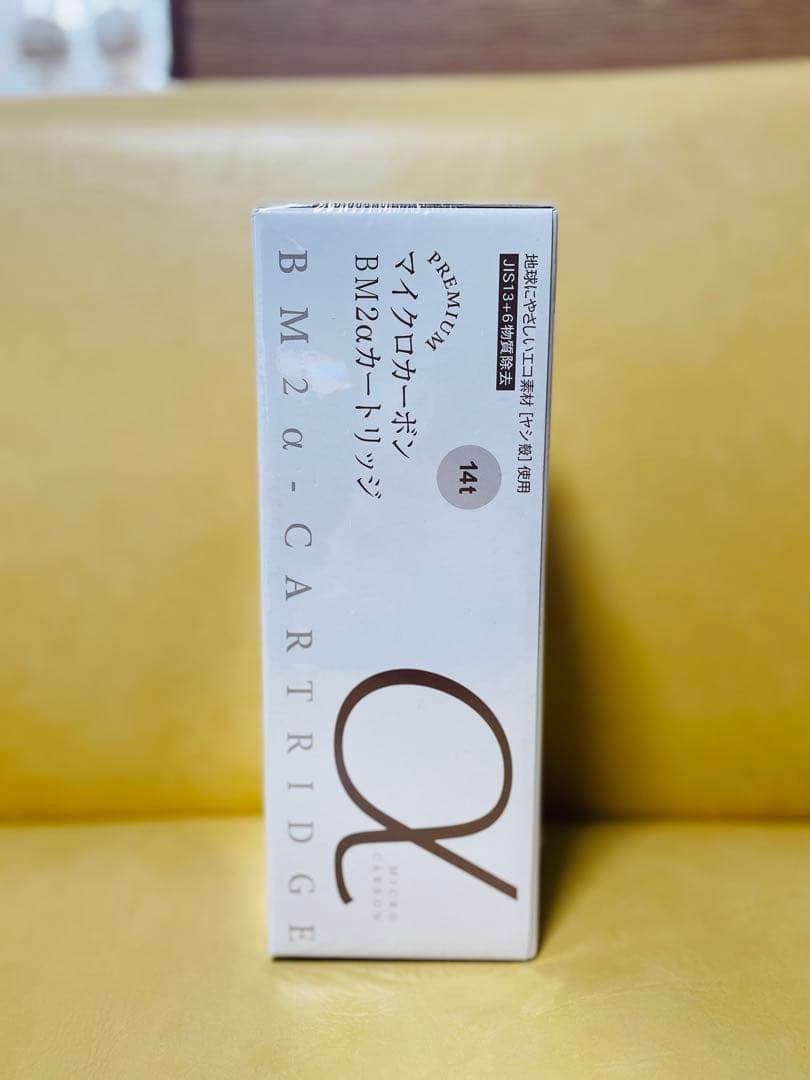 地球にやさしいエコ素材［ヤシ殻］使用
JIS13+6物質除去
PREMIUM
マイクロカーボン
BM2αカートリッジ
14t
α
MICRO
CARBON
BM2α-CARTRIDGE